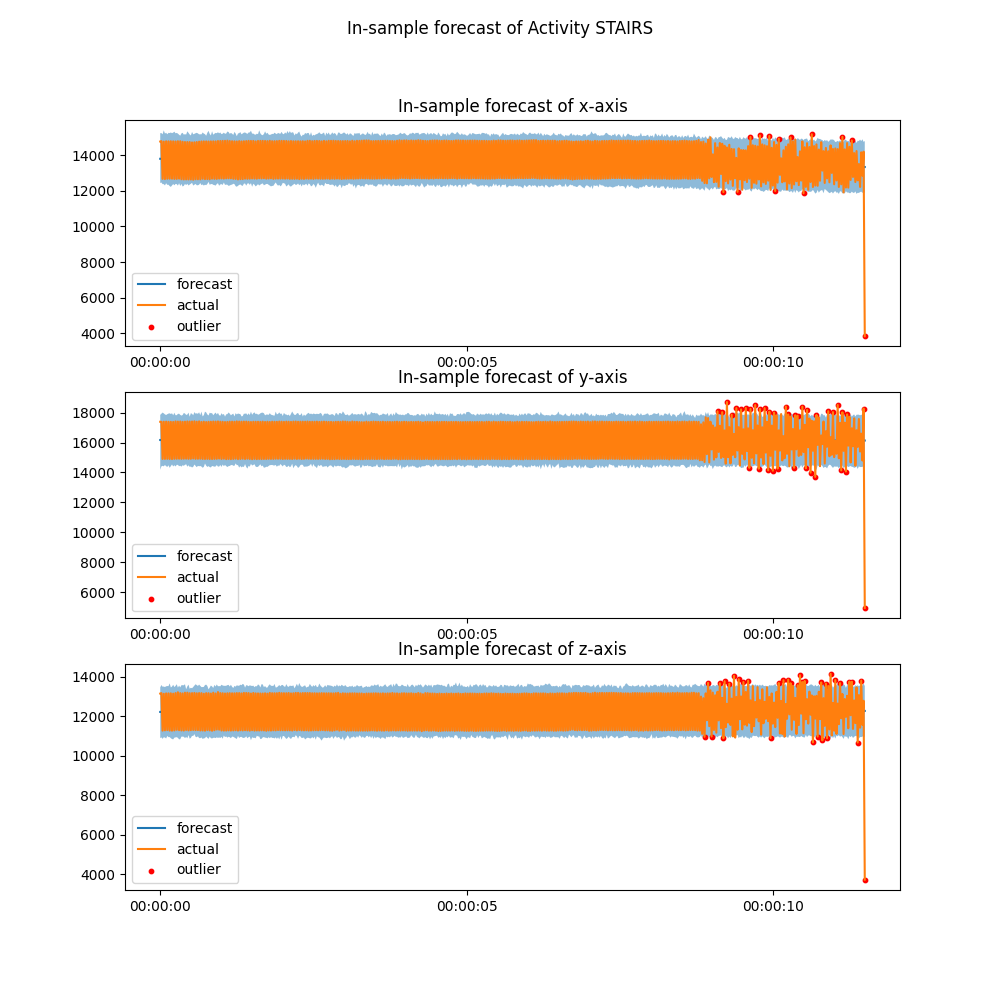 In-sample forecast of Activity STAIRS
In-sample forecast of x-axis
14000
12000
10000
8000
6000
4000
forecast
actual
outlier
00:00:00
00:00:05
00:00:10
In-sample forecast of y-axis
18000
16000
14000
12000
10000
8000
6000
forecast
actual
outlier
00:00:00
00:00:05
00:00:10
In-sample forecast of z-axis
14000
12000
10000
8000
6000
4000
forecast
actual
outlier
00:00:00
00:00:05
00:00:10